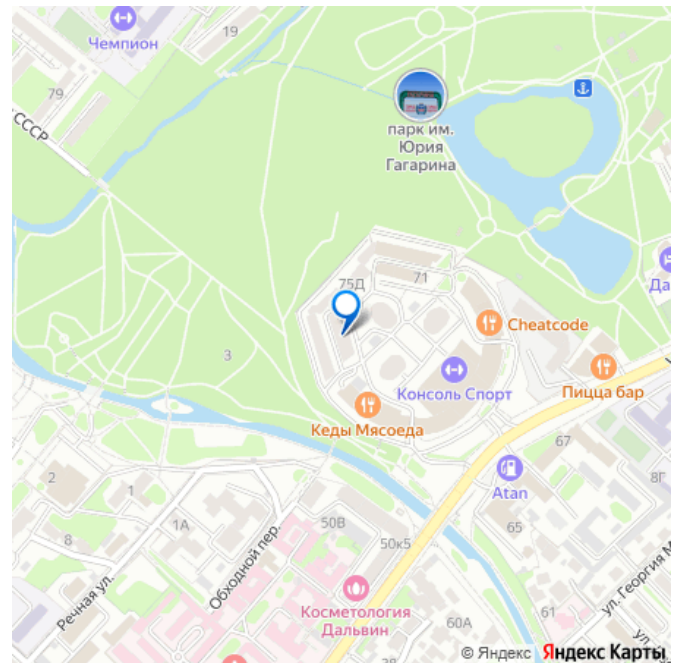 Чемпион
19
79
СССР
парк им.
Юрия
Гагарина
75Д
71
Да
Cheatcode
3
Консоль Спорт
Пицца бар
Кеды Мясоеда
67
Atan
8Г
2
1
1А
50В
65
8
50к5
Обходной пер.
Речная ул.
ул. Георгия М
Косметология
Дальвин
61
60А
ул.
© Яндекс Яндекс Карты